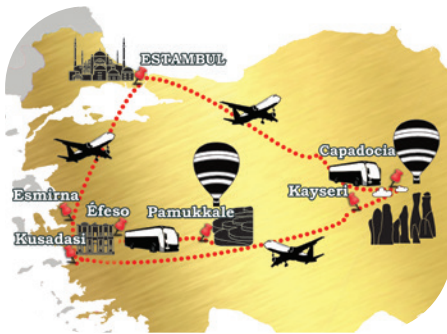 ESTAMBUL
Capadocia
Kayseri
Esmirna
Éfeso
Pamukkale
Kusadasi